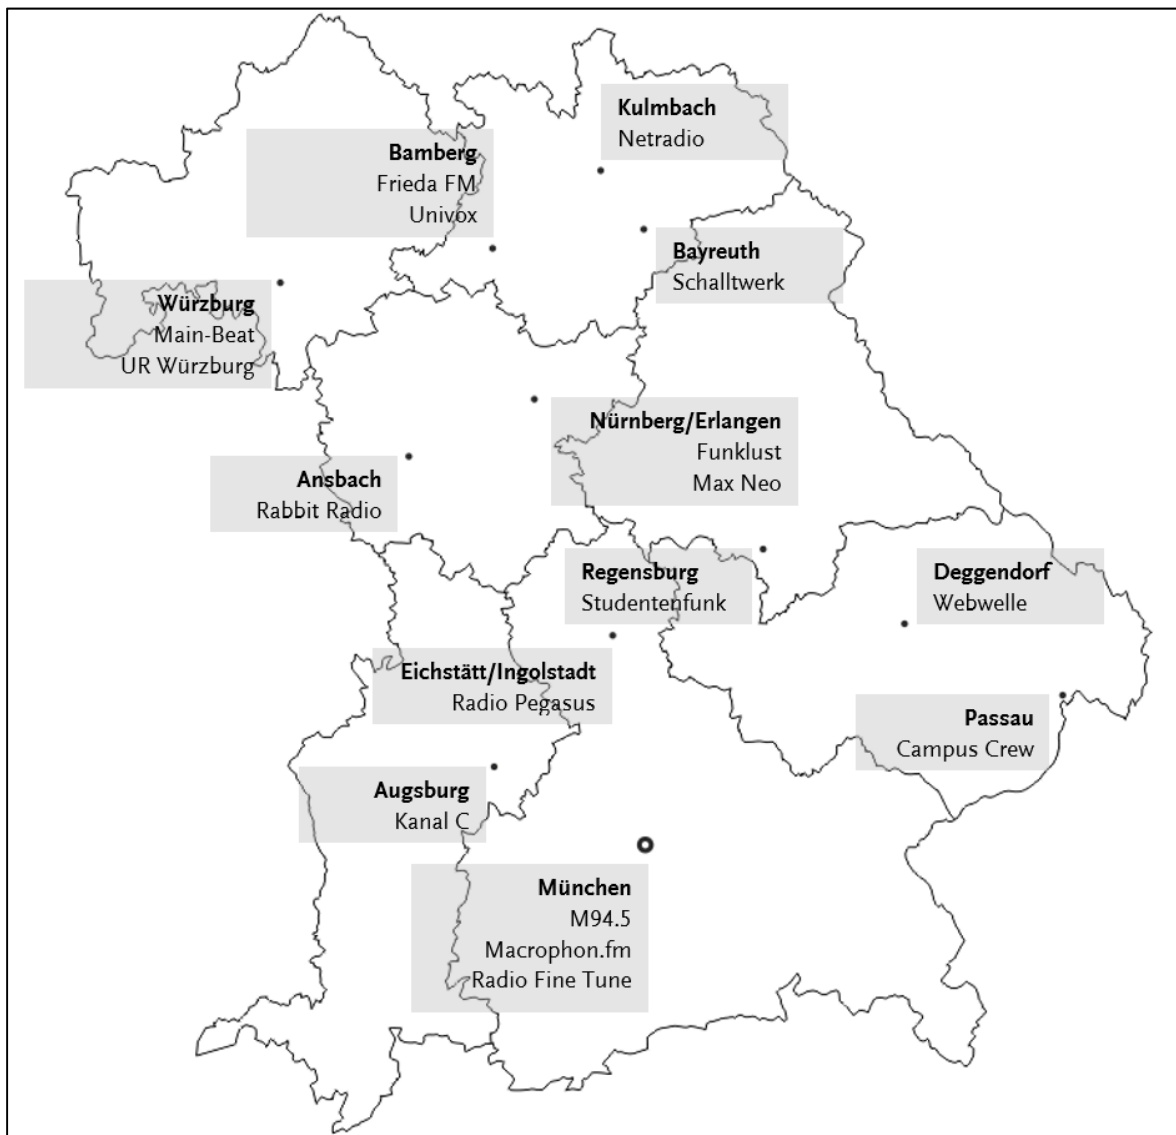 Kulmbach
Netradio
Bamberg
Frieda FM
Univox
Bayreuth
Schalltwerk
Würzburg
Main-Beat
UR Würzburg
Nürnberg/Erlangen
Funklust
Max Neo
Ansbach
Rabbit Radio
Regensburg
Studentenfunk
Deggendorf
Webwelle
Eichstätt/Ingolstadt
Radio Pegasus
Passau
Campus Crew
Augsburg
Kanal C
München
M94.5
Macrophon.fm
Radio Fine Tune